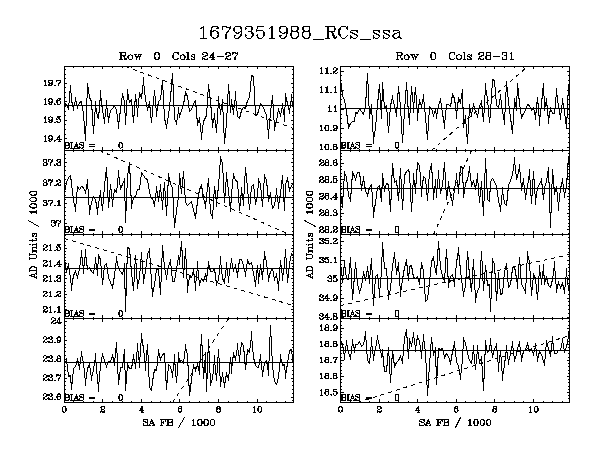 1679351988_RCs_ssa
Row 0 Cols 24-27
Row 0 Cols 28-31
19.7
19.6
19.5
19.4
BIAS = 0
11.2
11.1
11
10.9
10.8
BIAS = 0
37.3
37.2
37.1
37
BIAS = 0
28.6
28.5
28.4
28.3
28.2
BIAS = 0
AD Units / 1000
AD Units / 1000
21.5
21.4
21.3
21.2
21.1
BIAS = 0
35.2
35.1
35
34.9
34.8
BIAS = 0
24
23.9
23.8
23.7
23.6
BIAS = 0
18.9
18.8
18.7
18.6
18.5
BIAS = 0
0 2 4 6 8 10
0 2 4 6 8 10
SA FB / 1000
SA FB / 1000